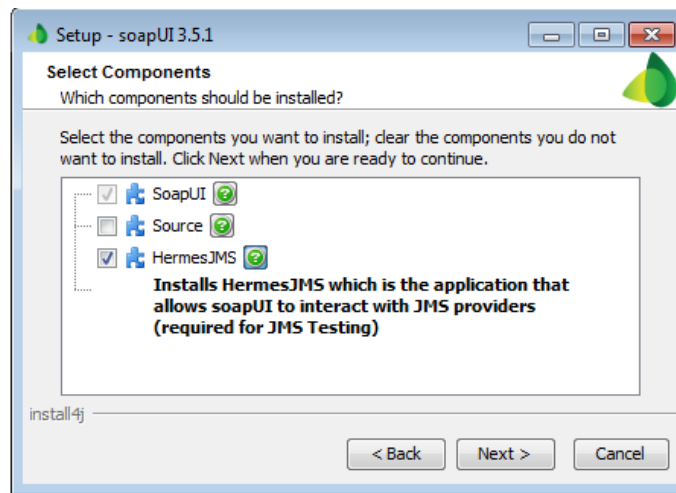 Setup - soapUI 3.5.1
Select Components
Which components should be installed?
Select the components you want to install; clear the components you do not
want to install. Click Next when you are ready to continue.
SoapUI
Source
HermesJMS
Installs HermesJMS which is the application that
allows soapUI to interact with JMS providers
(required for JMS Testing)
install4j
< Back Next > Cancel